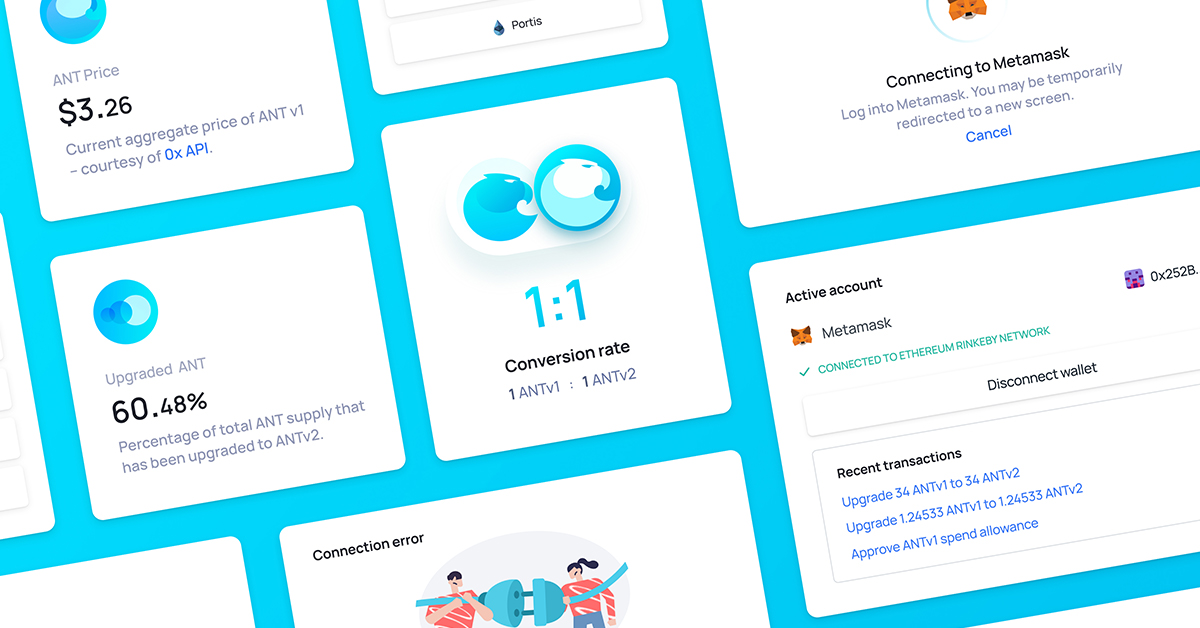 ANT Price
$3.26
Current aggregate price of ANT v1
– courtesy of 0x API.
Upgraded ANT
60.48%
Percentage of total ANT supply that
has been upgraded to ANTv2.
Portis
1:1
Conversion rate
1 ANTv1 : 1 ANTv2
Connection error
Connecting to Metamask
Log into Metamask. You may be temporarily
redirected to a new screen.
Cancel
Active account
0x252B.
Metamask
CONNECTED TO ETHEREUM RINKEBY NETWORK
Disconnect wallet
Recent transactions
Upgrade 34 ANTv1 to 34 ANTv2
Upgrade 1.24533 ANTv1 to 1.24533 ANTv2
Approve ANTv1 spend allowance